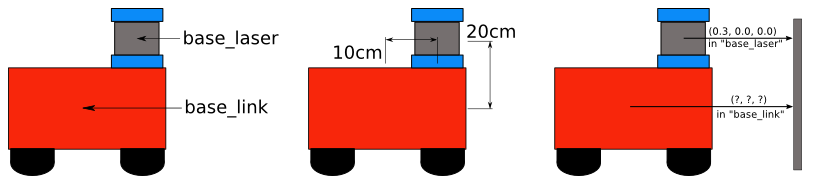 base_laser
base_link
10cm
20cm
(0.3, 0.0, 0.0)
in "base_laser"
(?, ?, ?)
in "base_link"